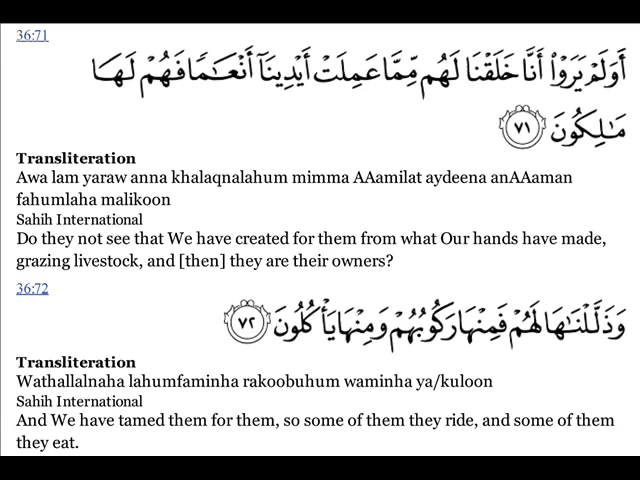 36:71
أَوَلَمْ يَرَوْا۟ أَنَّا خَلَقْنَا لَهُم مِّمَّا عَمِلَتْ أَيْدِينَآ أَنْعَـٰمًا فَهُمْ لَهَا
مَـٰلِكُونَ ٧١
Transliteration
Awa lam yaraw anna khalaqnalahum mimma AAamilat aydeena anAAaman
fahumlaha malikoon
Sahih International
Do they not see that We have created for them from what Our hands have made,
grazing livestock, and [then] they are their owners?
36:72
وَذَلَّلْنَـٰهَا لَهُمْ فَمِنْهَا رَكُوبُهُمْ وَمِنْهَا يَأْكُلُونَ ٧٢
Transliteration
Wathallalnaha lahumfaminha rakoobuhum waminha ya/kuloon
Sahih International
And We have tamed them for them, so some of them they ride, and some of them
they eat.